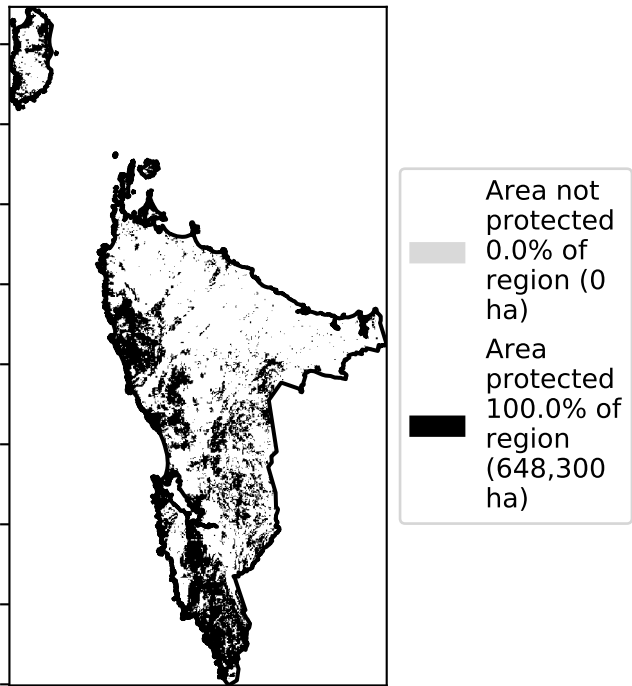 Area not
protected
0.0% of
region (0
ha)
Area
protected
100.0% of
region
(648,300
ha)